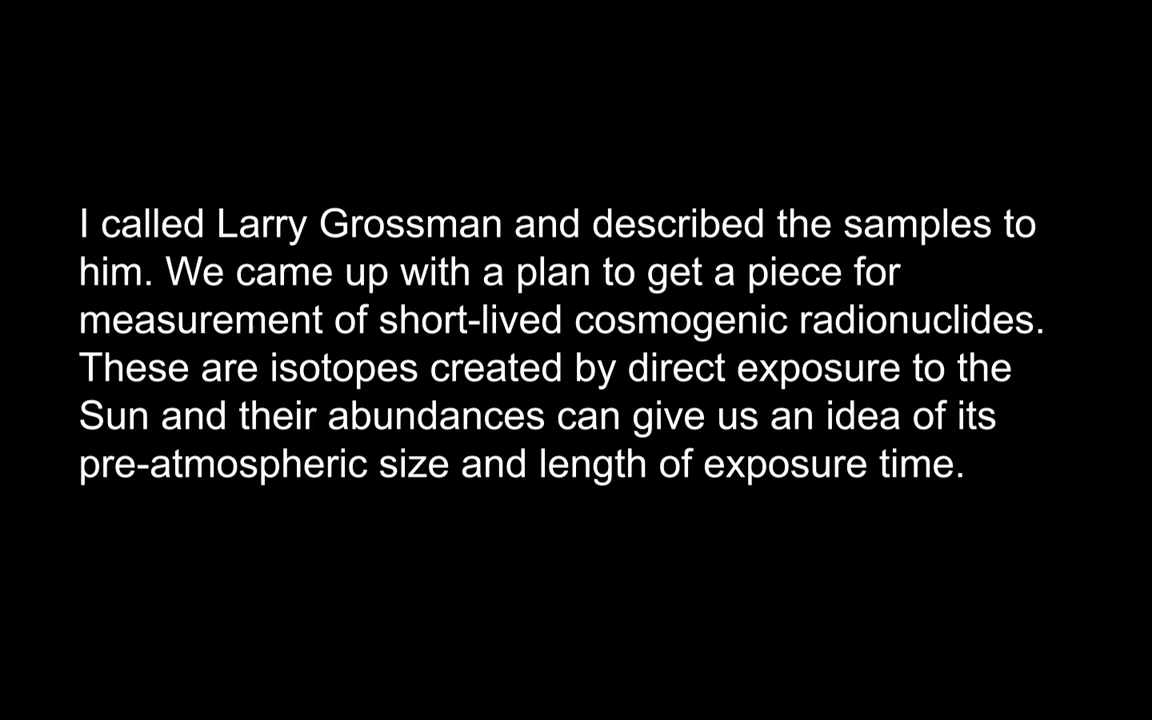 I called Larry Grossman and described the samples to
him. We came up with a plan to get a piece for
measurement of short-lived cosmogenic radionuclides.
These are isotopes created by direct exposure to the
Sun and their abundances can give us an idea of its
pre-atmospheric size and length of exposure time.